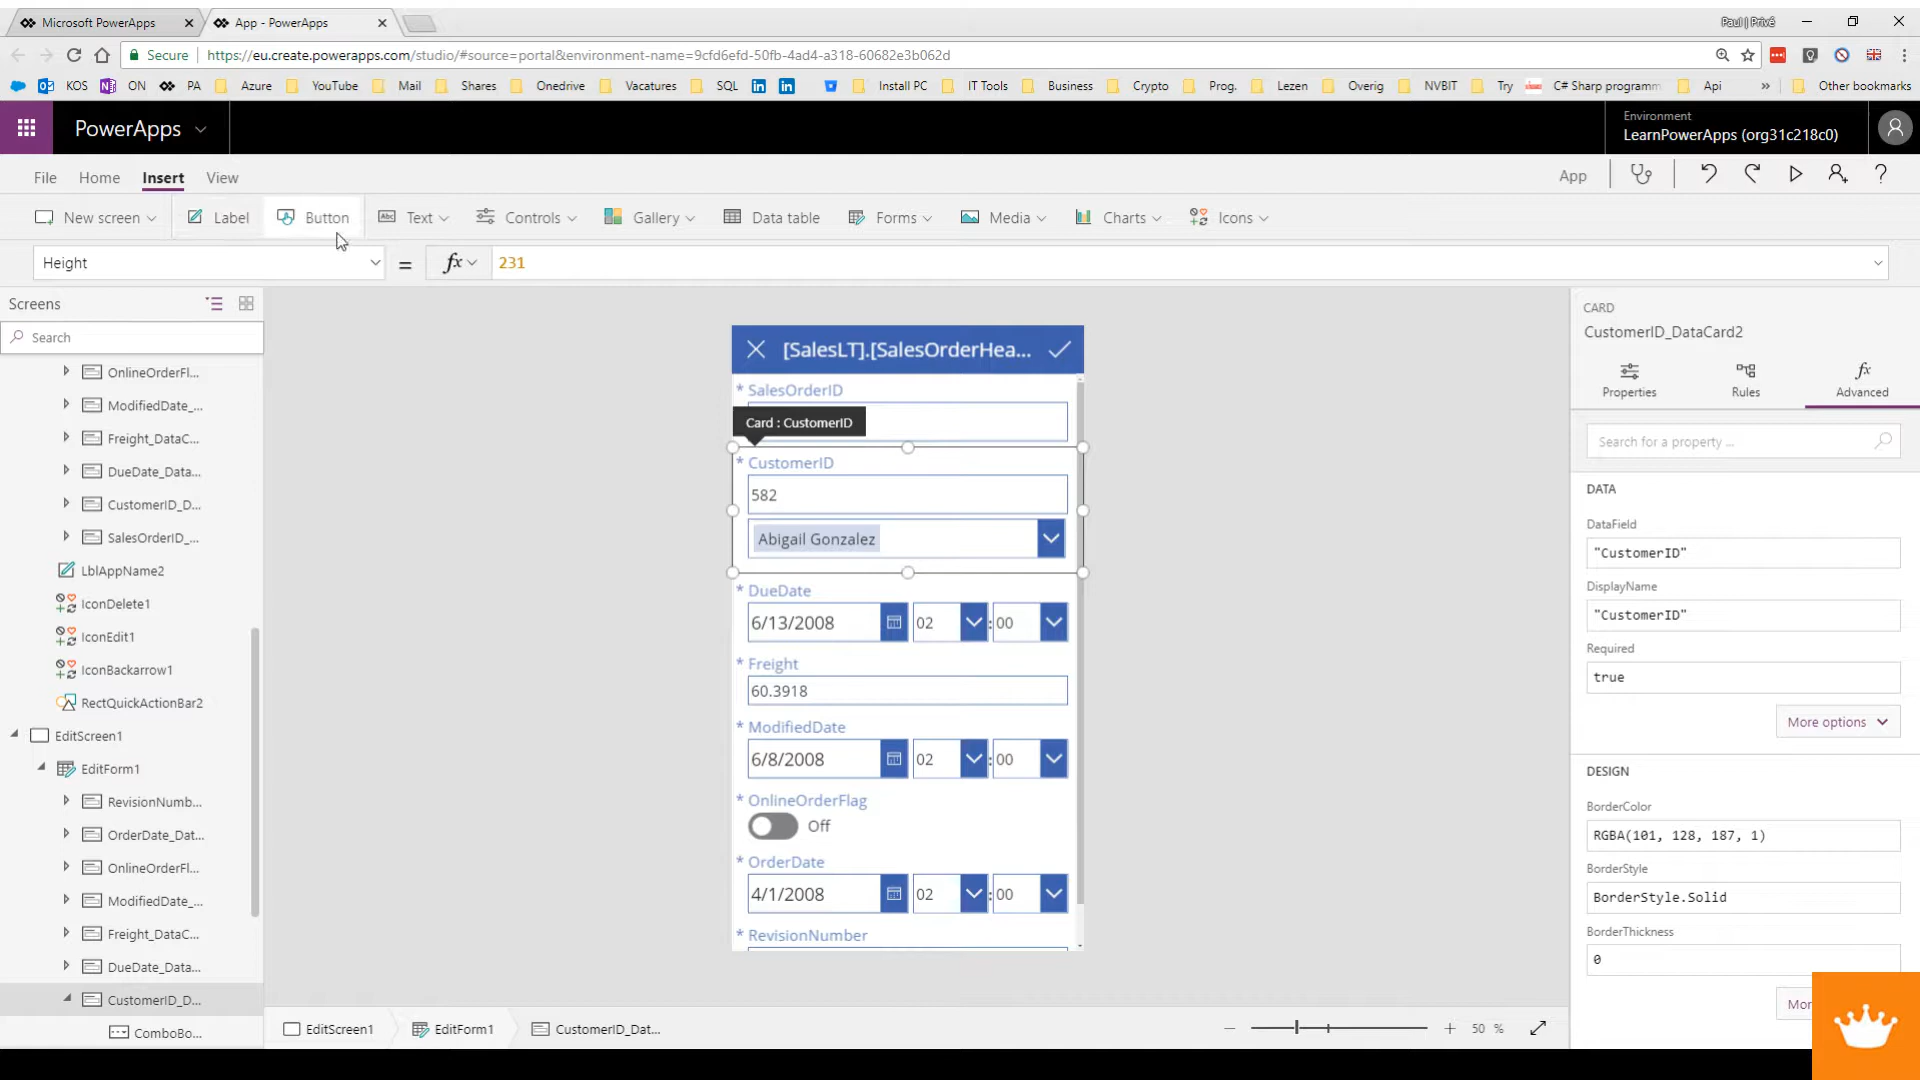 Microsoft PowerApps
App - PowerApps
Paul | Privé
Secure
https://eu.create.powerapps.com/studio/#source=portal&environment-name=9cfd6efd-50fb-4ad4-a318-60682e3b062d
KOS ON PA Azure YouTube Mail Shares Onedrive Vacatures SQL Install PC IT Tools Business Crypto Prog. Lezen Overig NVBIT Try C# Sharp programm Api » Other bookmarks
PowerApps
Environment
LearnPowerApps (org31c218c0)
File Home Insert View
App
New screen Label Button Text Controls Gallery Data table Forms Media Charts Icons
Height = fx 231
Screens
Search
OnlineOrderFl...
ModifiedDate_...
Freight_DataC...
DueDate_Data...
CustomerID_D...
SalesOrderID_...
LblAppName2
IconDelete1
IconEdit1
IconBackarrow1
RectQuickActionBar2
EditScreen1
EditForm1
RevisionNumb...
OrderDate_Dat...
OnlineOrderFl...
ModifiedDate_...
Freight_DataC...
DueDate_Data...
CustomerID_D...
ComboBo...
[SalesLT].[SalesOrderHea...
* SalesOrderID
Card : CustomerID
* CustomerID
582
Abigail Gonzalez
* DueDate
6/13/2008 02 : 00
* Freight
60.3918
* ModifiedDate
6/8/2008 02 : 00
* OnlineOrderFlag
Off
* OrderDate
4/1/2008 02 : 00
* RevisionNumber
EditScreen1 EditForm1 CustomerID_Dat...
50 %
CARD
CustomerID_DataCard2
Properties Rules fx Advanced
Search for a property ...
DATA
DataField
"CustomerID"
DisplayName
"CustomerID"
Required
true
More options
DESIGN
BorderColor
RGBA(101, 128, 187, 1)
BorderStyle
BorderStyle.Solid
BorderThickness
0